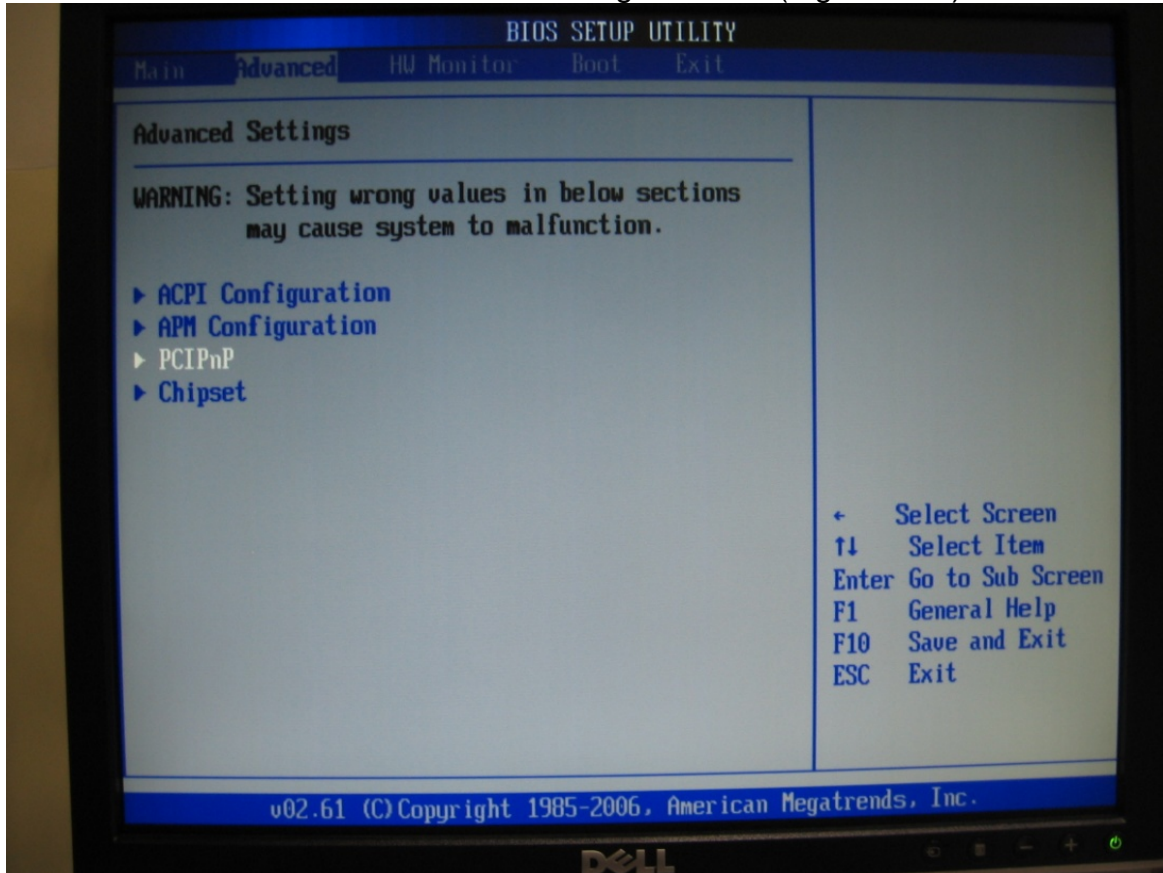 BIOS SETUP UTILITY
Main Advanced HW Monitor Boot Exit
Advanced Settings
WARNING: Setting wrong values in below sections
may cause system to malfunction.
▶ ACPI Configuration
▶ APM Configuration
▶ PCIPnP
▶ Chipset
← Select Screen
↑↓ Select Item
Enter Go to Sub Screen
F1 General Help
F10 Save and Exit
ESC Exit
v02.61 (C)Copyright 1985-2006, American Megatrends, Inc.
DELL